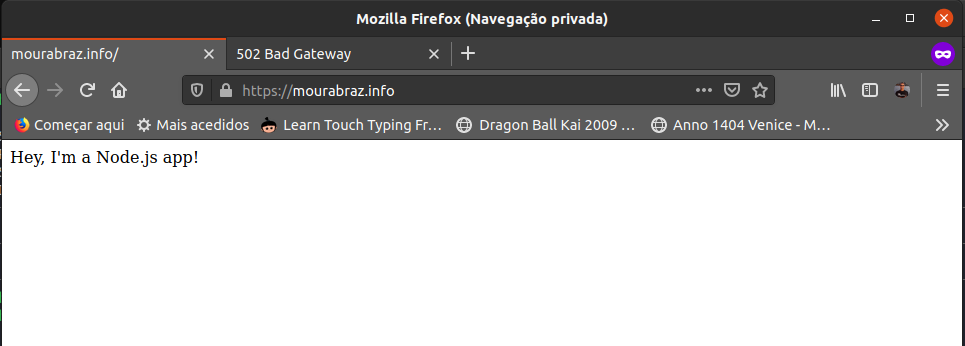 Mozilla Firefox (Navegação privada)
mourabraz.info/
502 Bad Gateway
https://mourabraz.info
Começar aqui
Mais acedidos
Learn Touch Typing Fr…
Dragon Ball Kai 2009 …
Anno 1404 Venice - M…
Hey, I'm a Node.js app!